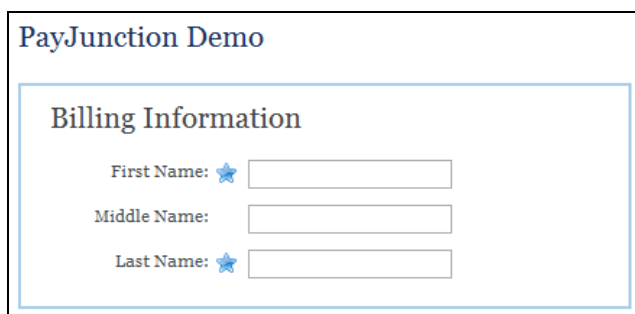 PayJunction Demo
Billing Information
First Name:
Middle Name:
Last Name: